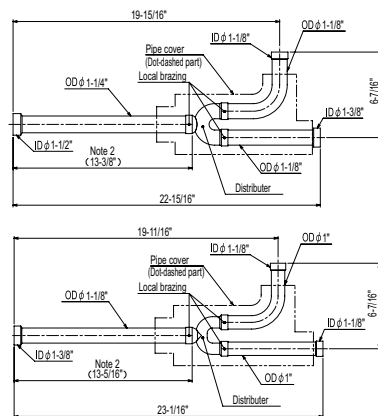 19-15/16"
ID ϕ 1-1/8"
OD ϕ 1-1/8"
Pipe cover
(Dot-dashed part)
Local brazing
OD ϕ 1-1/4"
6-7/16"
ID ϕ 1-3/8"
ID ϕ 1-1/2"
OD ϕ 1-1/8"
Note 2
(13-3/8")
Distributer
22-15/16"
19-11/16"
OD ϕ 1"
ID ϕ 1-1/8"
Pipe cover
(Dot-dashed part)
Local brazing
OD ϕ 1-1/8"
6-7/16"
ID ϕ 1-1/8"
ID ϕ 1-3/8"
OD ϕ 1"
Note 2
(13-5/16")
Distributer
23-1/16"